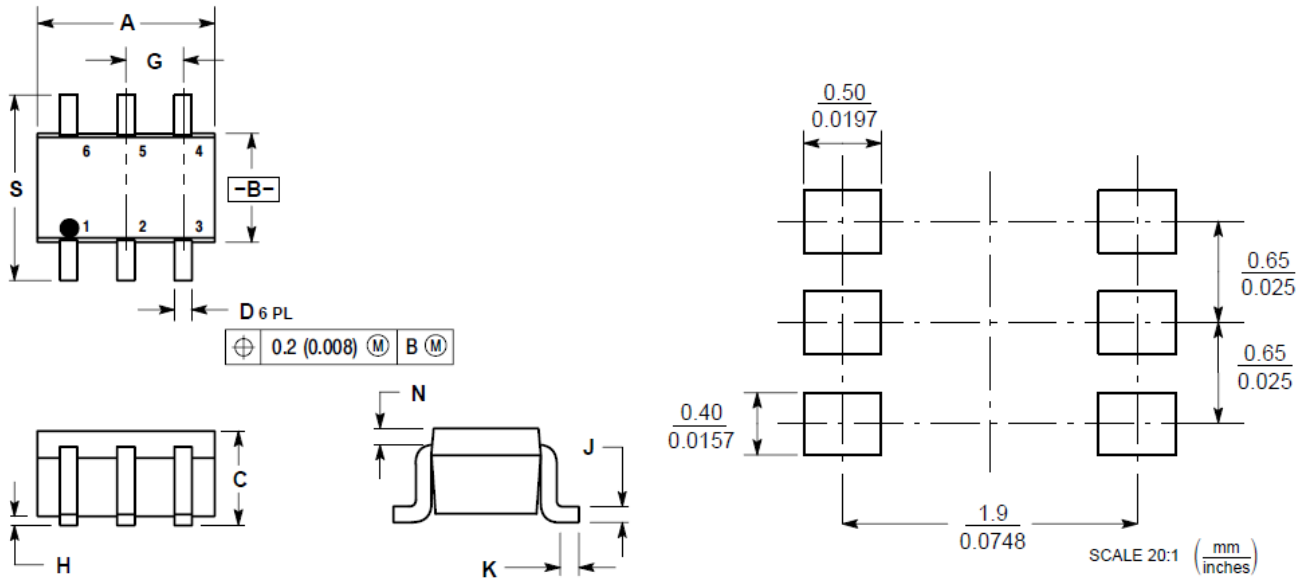 A
G
6 5 4
S
-B-
1 2 3
D 6 PL
0.2 (0.008) Ⓜ B Ⓜ
N
J
C
H
K
0.50
0.0197
0.65
0.025
0.65
0.025
0.40
0.0157
1.9
0.0748
SCALE 20:1 (mm
inches)